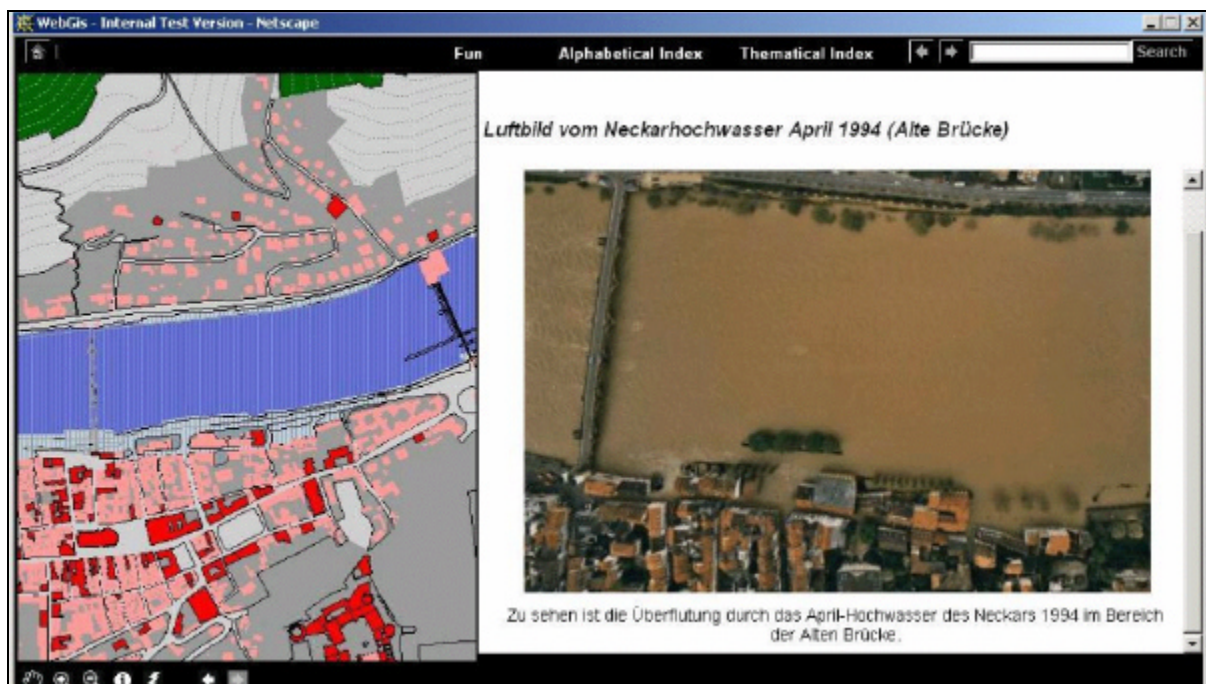 WebGis - Internal Test Version - Netscape
Fun Alphabetical Index Thematical Index Search
Luftbild vom Neckarhochwasser April 1994 (Alte Brücke)
Zu sehen ist die Überflutung durch das April-Hochwasser des Neckars 1994 im Bereich
der Alten Brücke.